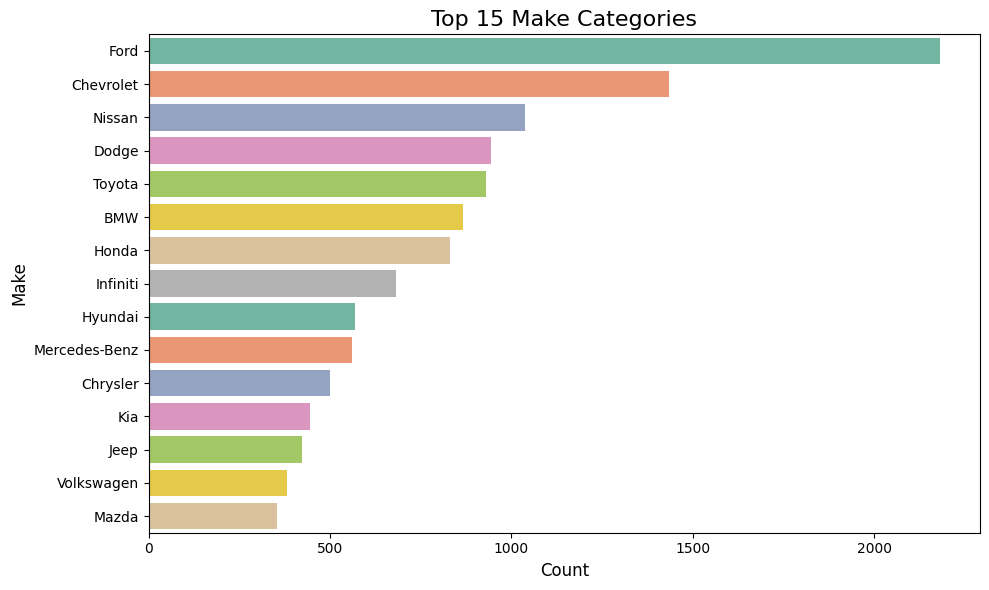 Top 15 Make Categories
Make
Ford
Chevrolet
Nissan
Dodge
Toyota
BMW
Honda
Infiniti
Hyundai
Mercedes-Benz
Chrysler
Kia
Jeep
Volkswagen
Mazda
0 500 1000 1500 2000
Count